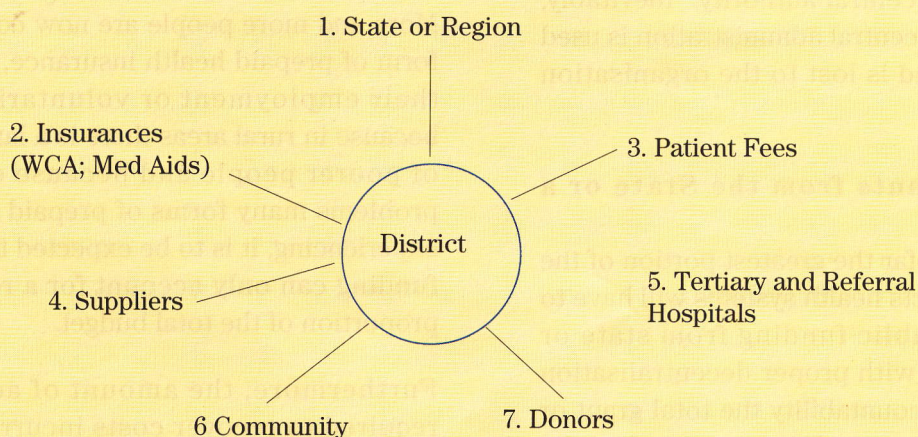 1. State or Region
2. Insurances
(WCA; Med Aids)
3. Patient Fees
District
4. Suppliers
5. Tertiary and Referral
Hospitals
6 Community
7. Donors